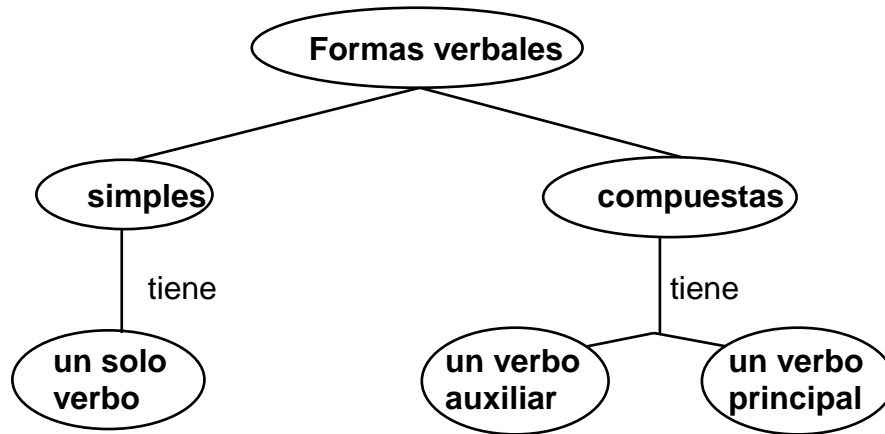 Formas verbales
simples
compuestas
tiene
tiene
un solo
verbo
un verbo
auxiliar
un verbo
principal